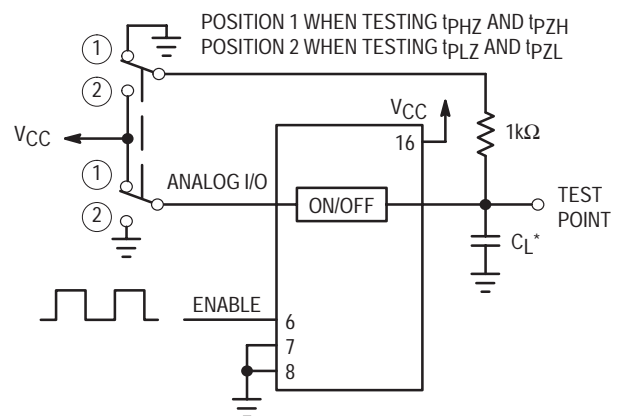 POSITION 1 WHEN TESTING tPHZ AND tPZH
POSITION 2 WHEN TESTING tPLZ AND tPZL
1
2
VCC
VCC
16
1kΩ
1
ANALOG I/O
ON/OFF
TEST
POINT
2
CL*
ENABLE
6
7
8